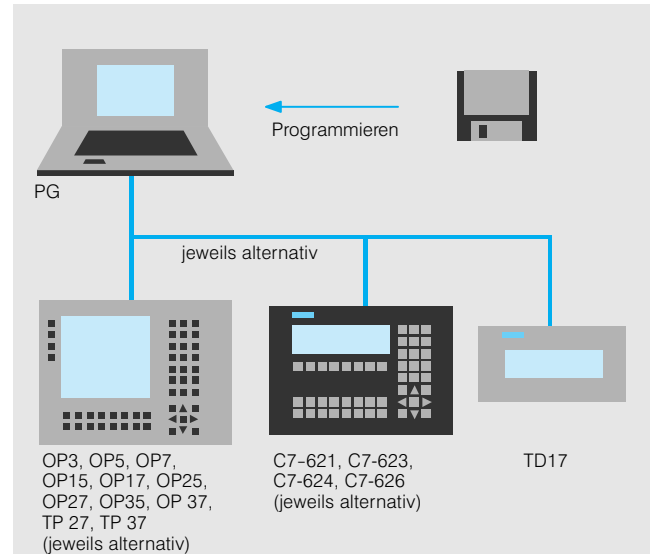 Programmieren
PG
jeweils alternativ
OP3, OP5, OP7,
OP15, OP17, OP25,
OP27, OP35, OP 37,
TP 27, TP 37
(jeweils alternativ)
C7–621, C7-623,
C7-624, C7-626
(jeweils alternativ)
TD17